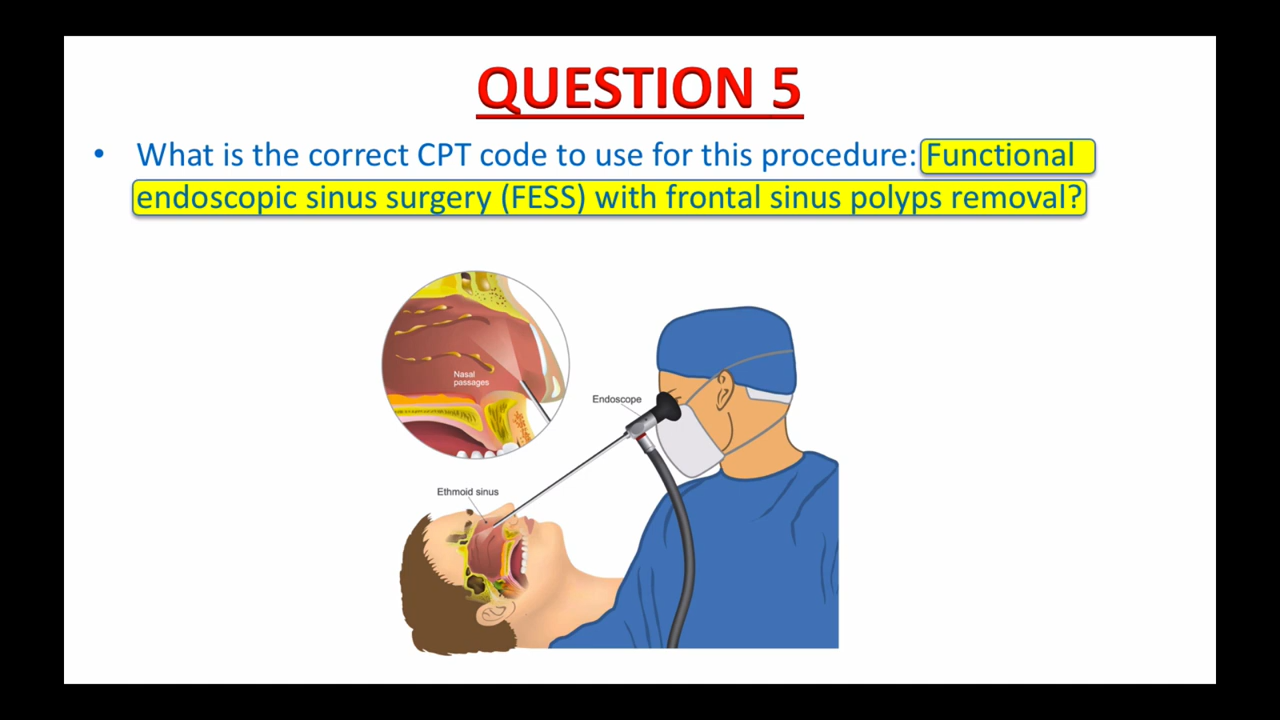 QUESTION 5
• What is the correct CPT code to use for this procedure: Functional
endoscopic sinus surgery (FESS) with frontal sinus polyps removal?
Nasal
passages
Endoscope
Ethmoid sinus